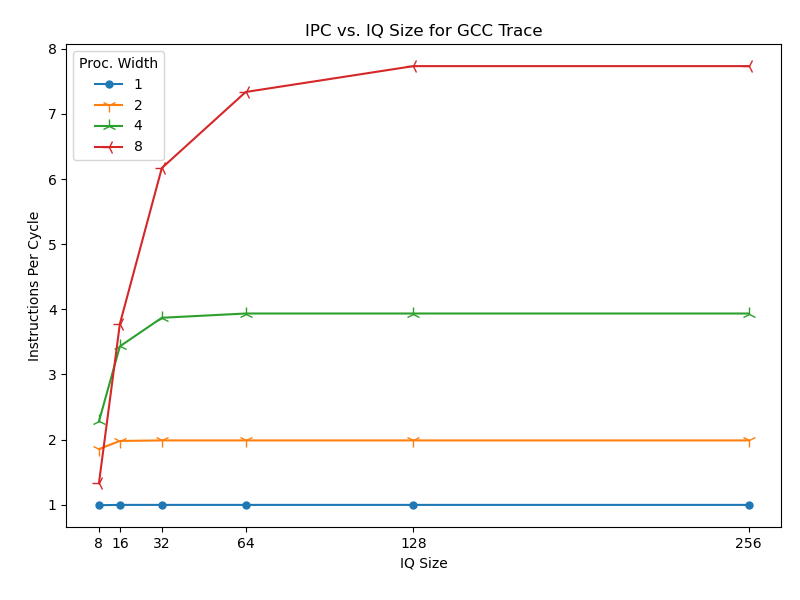 IPC vs. IQ Size for GCC Trace
Proc. Width
1
2
4
8
Instructions Per Cycle
8
7
6
5
4
3
2
1
8 16 32 64 128 256
IQ Size